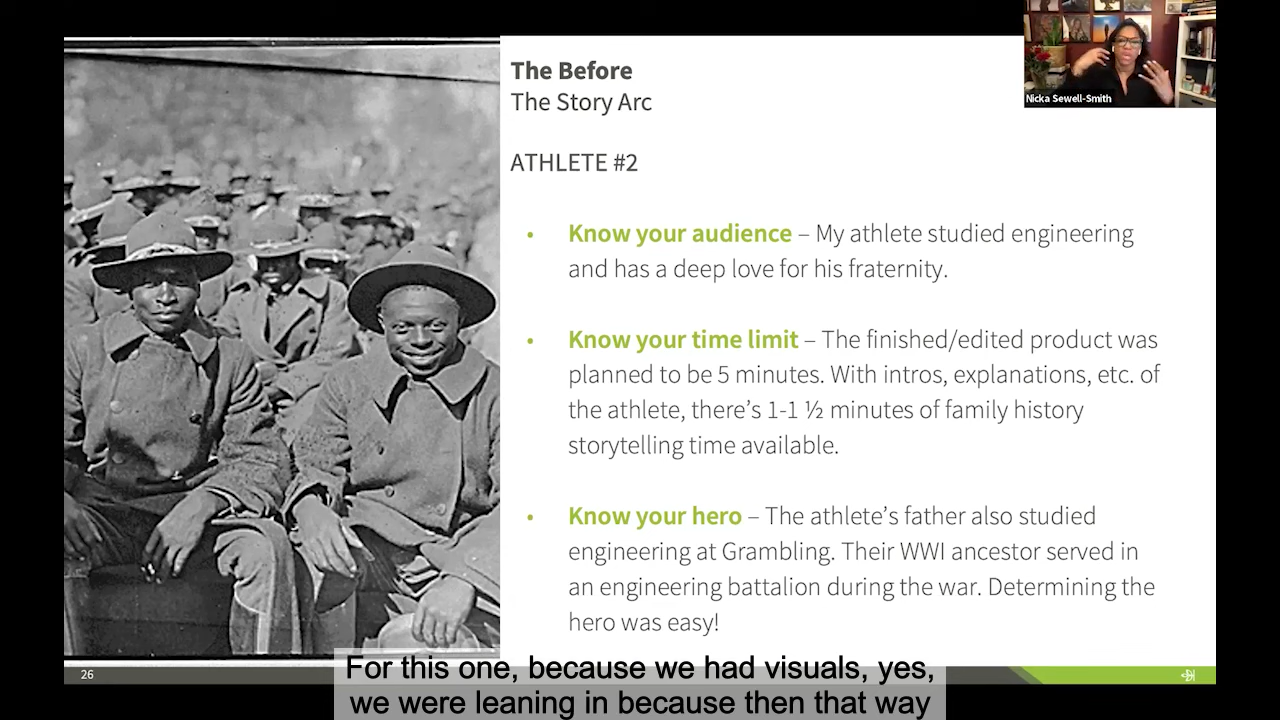 The Before
The Story Arc
Nicka Sewell-Smith
ATHLETE #2
• Know your audience – My athlete studied engineering
and has a deep love for his fraternity.
• Know your time limit – The finished/edited product was
planned to be 5 minutes. With intros, explanations, etc. of
the athlete, there’s 1-1 ½ minutes of family history
storytelling time available.
• Know your hero – The athlete’s father also studied
engineering at Grambling. Their WWI ancestor served in
an engineering battalion during the war. Determining the
hero was easy!
26
For this one, because we had visuals, yes,
we were leaning in because then that way